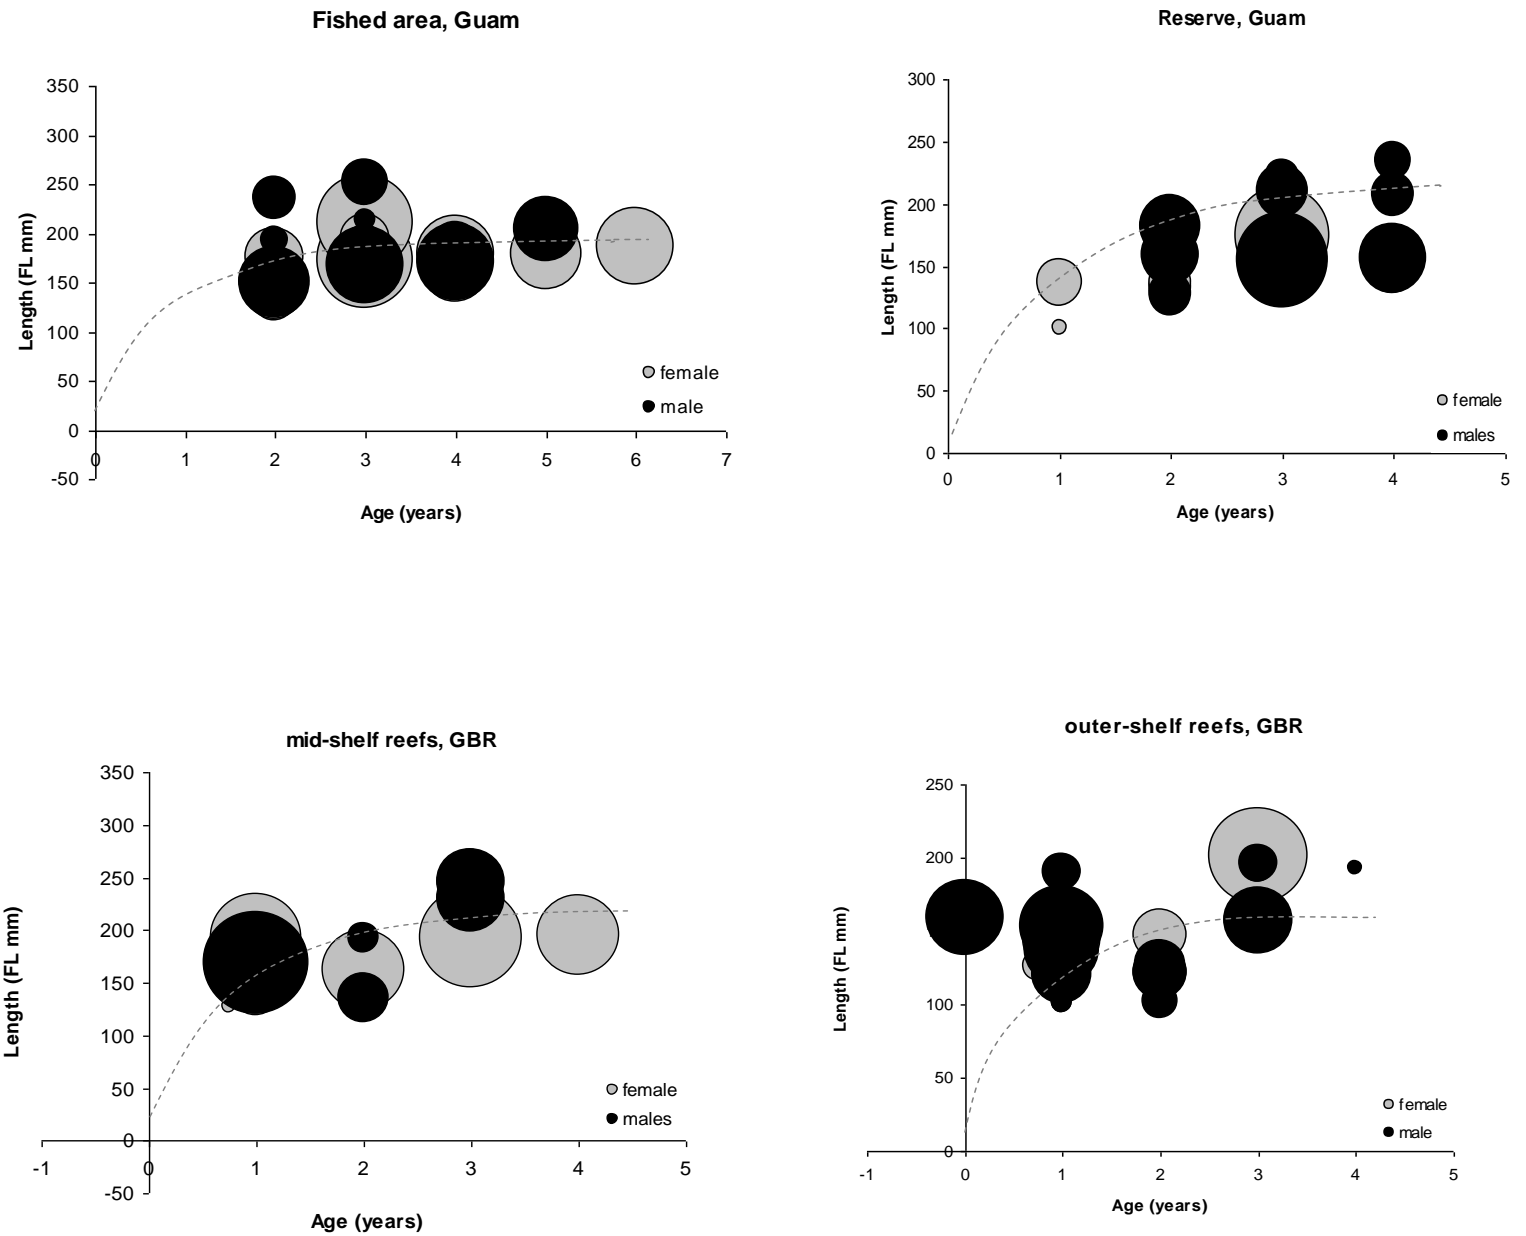 Fished area, Guam
350
300
250
200
150
100
50
0
-50
0 1 2 3 4 5 6 7
Length (FL mm)
Age (years)
female
male
Reserve, Guam
300
250
200
150
100
50
0
0 1 2 3 4 5
Length (FL mm)
Age (years)
female
males
mid-shelf reefs, GBR
350
300
250
200
150
100
50
0
-50
-1 0 1 2 3 4 5
Length (FL mm)
Age (years)
female
males
outer-shelf reefs, GBR
250
200
100
50
0
-1 0 1 2 3 4 5
Length (FL mm)
Age (years)
female
male